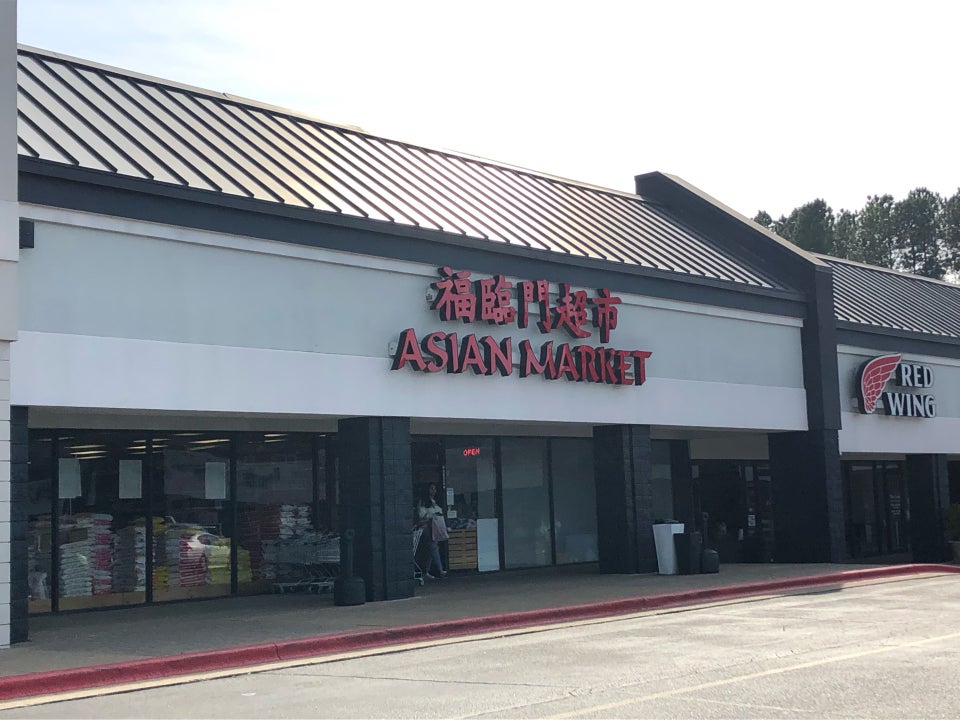 福臨門超市
ASIAN MARKET
OPEN
RED
WING